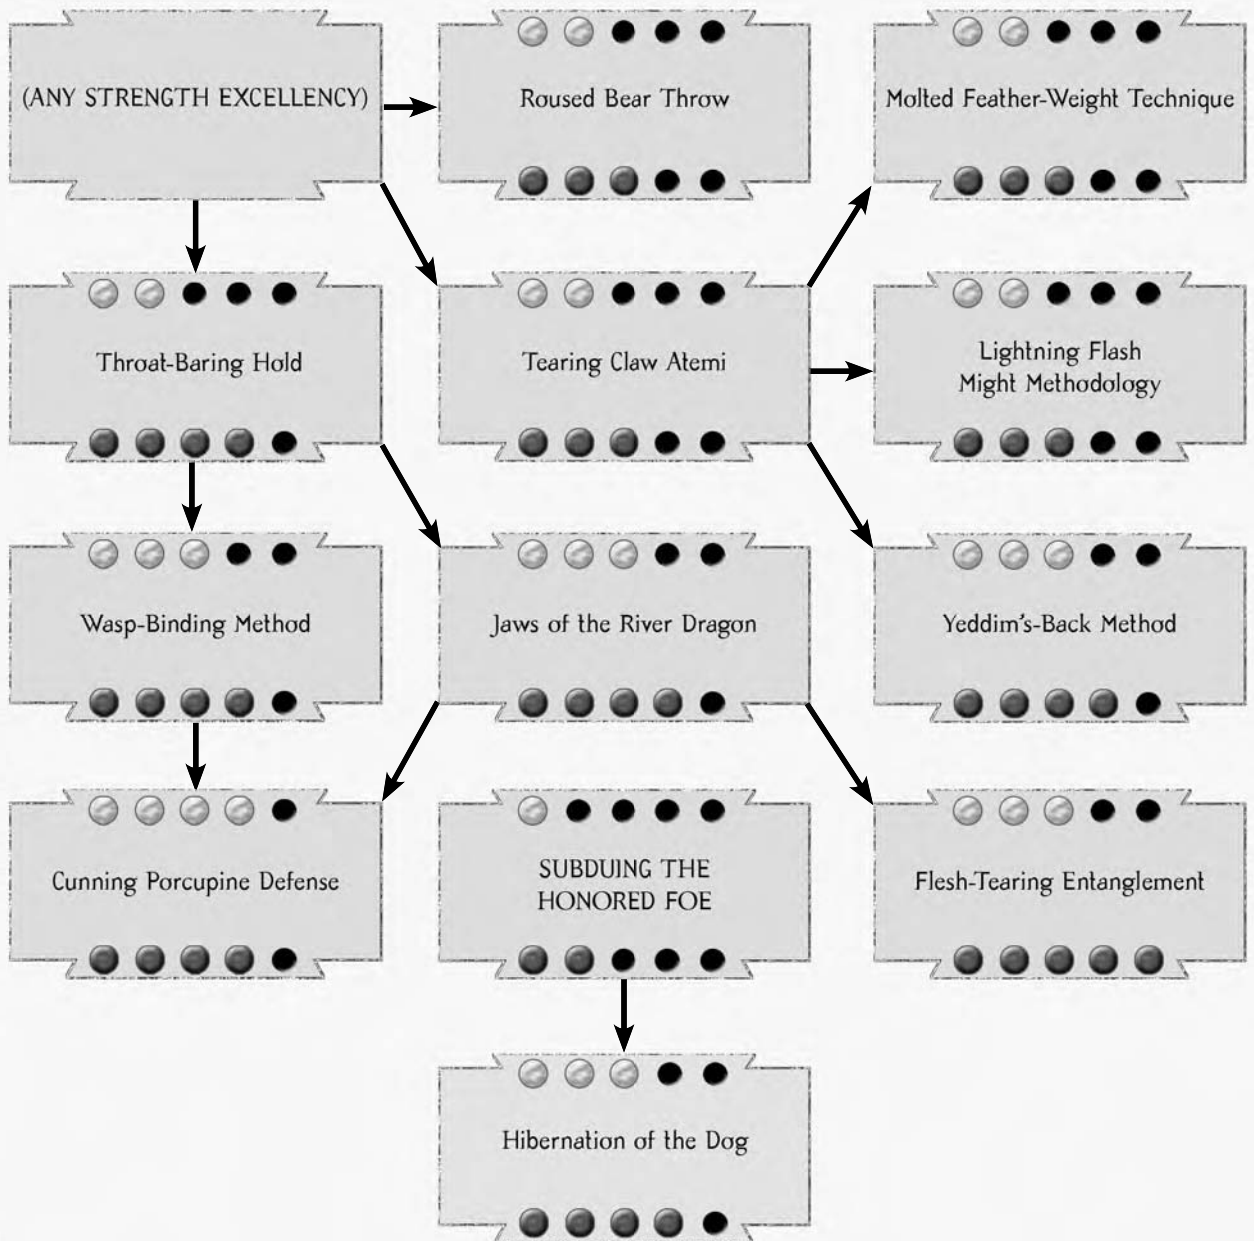 (ANY STRENGTH EXCELLENCY)
Roused Bear Throw
Molted Feather-Weight Technique
Throat-Baring Hold
Tearing Claw Atemi
Lightning Flash
Might Methodology
Wasp-Binding Method
Jaws of the River Dragon
Yeddim's-Back Method
Cunning Porcupine Defense
SUBDUING THE
HONORED FOE
Flesh-Tearing Entanglement
Hibernation of the Dog